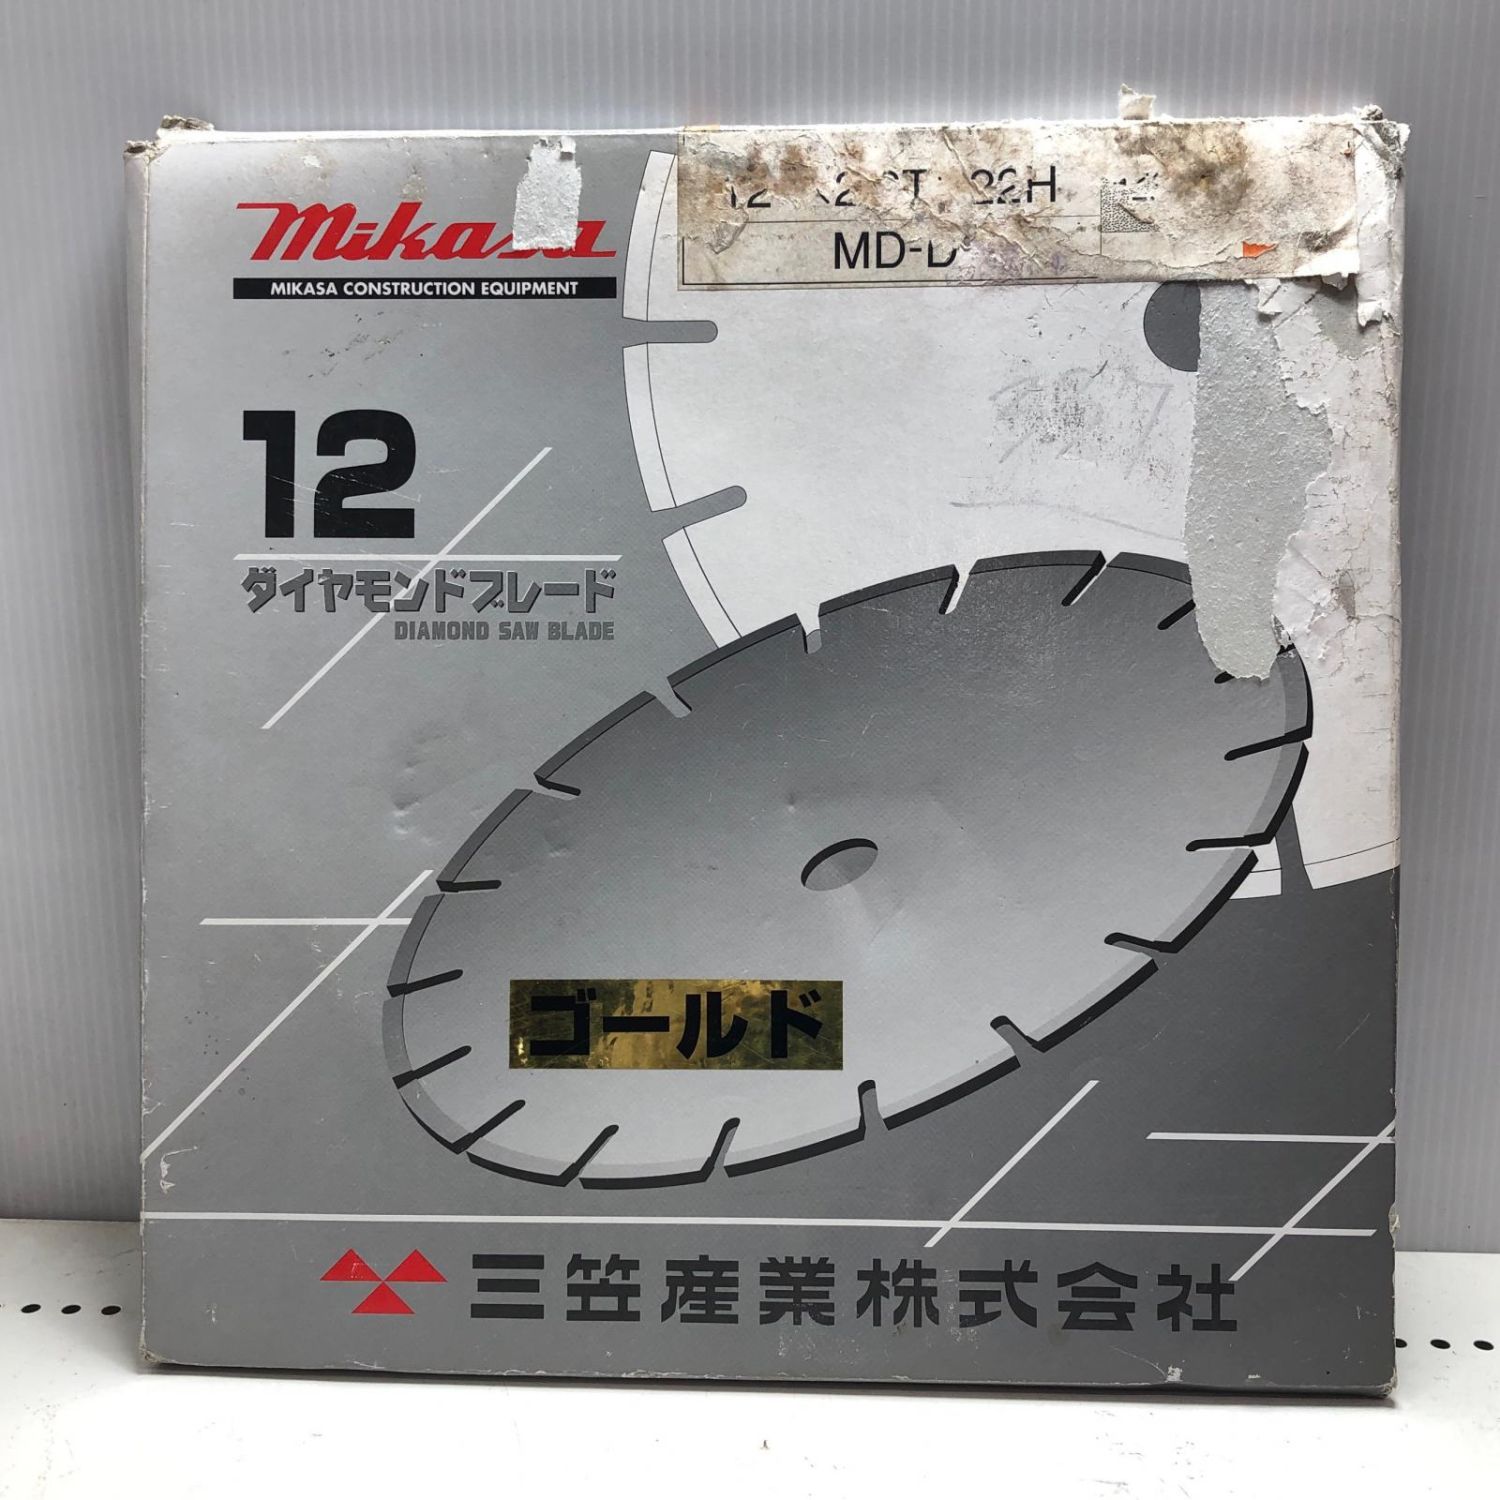 mikasa
MIKASA CONSTRUCTION EQUIPMENT
22H
MD-D
12
ダイヤモンドブレード
DIAMOND SAW BLADE
ゴールド
三笠産業株式会社